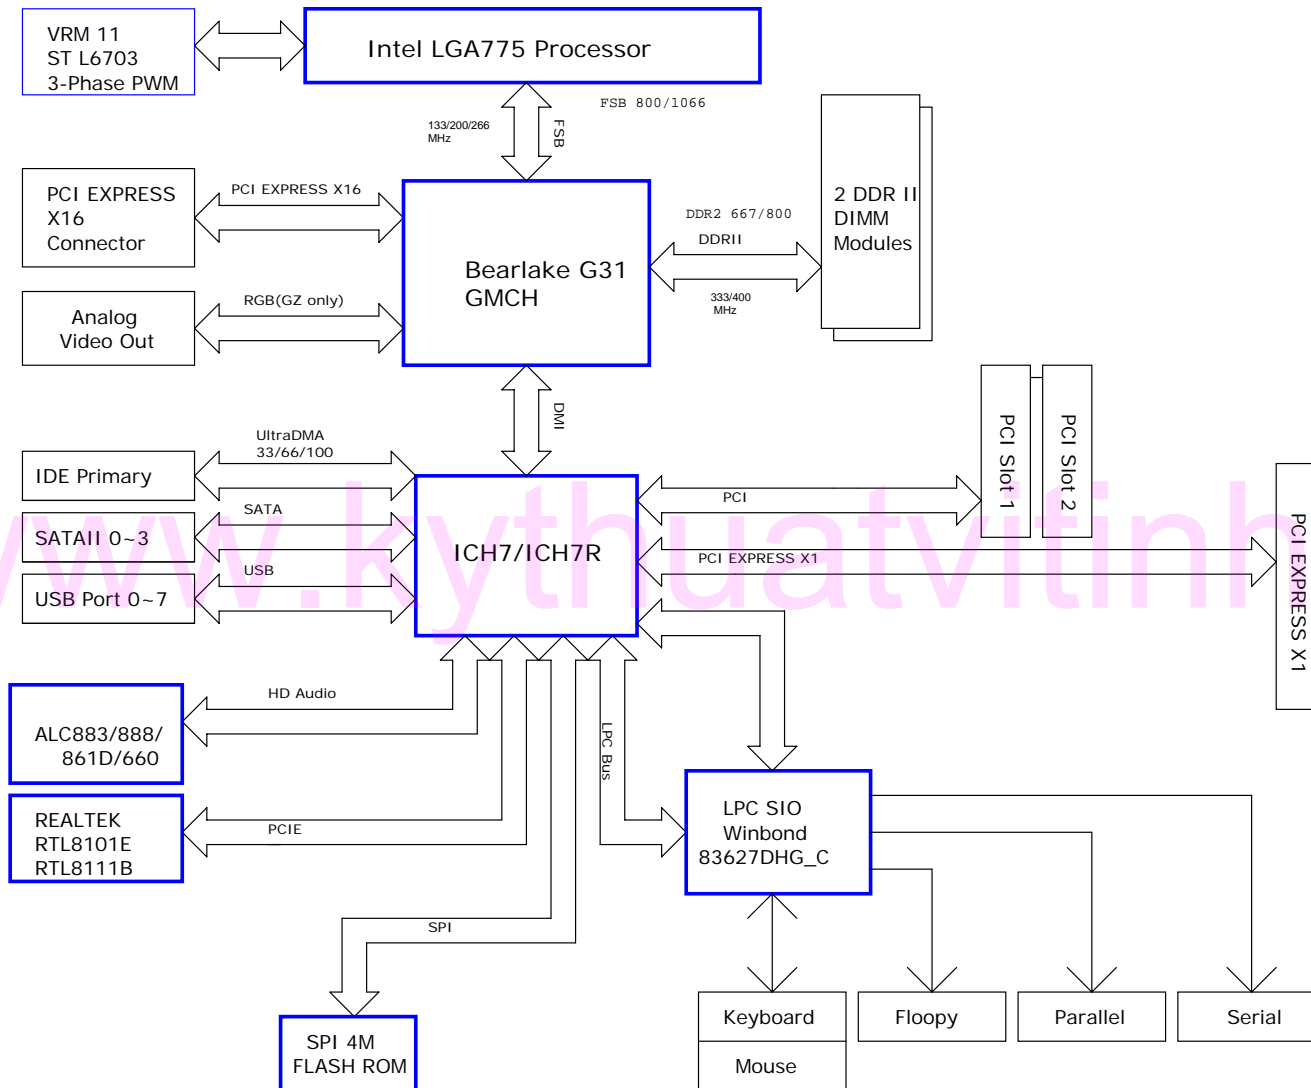 VRM 11
ST L6703
3-Phase PWM
Intel LGA775 Processor
FSB 800/1066
133/200/266
MHz
FSB
PCI EXPRESS
X16
Connector
PCI EXPRESS X16
2 DDR II
DIMM
Modules
DDR2 667/800
DDRII
333/400
MHz
Bearlake G31
GMCH
Analog
Video Out
RGB(GZ only)
DMI
PCI Slot 1
PCI Slot 2
UltraDMA
33/66/100
IDE Primary
SATA
SATAII 0~3
USB
USB Port 0~7
ICH7/ICH7R
PCI
PCI EXPRESS X1
PCI EXPRESS X1
www.kythuatvitinh
HD Audio
ALC883/888/
861D/660
LPC Bus
REALTEK
RTL8101E
RTL8111B
PCIE
LPC SIO
Winbond
83627DHG_C
SPI
SPI 4M
FLASH ROM
Keyboard
Mouse
Floopy
Parallel
Serial